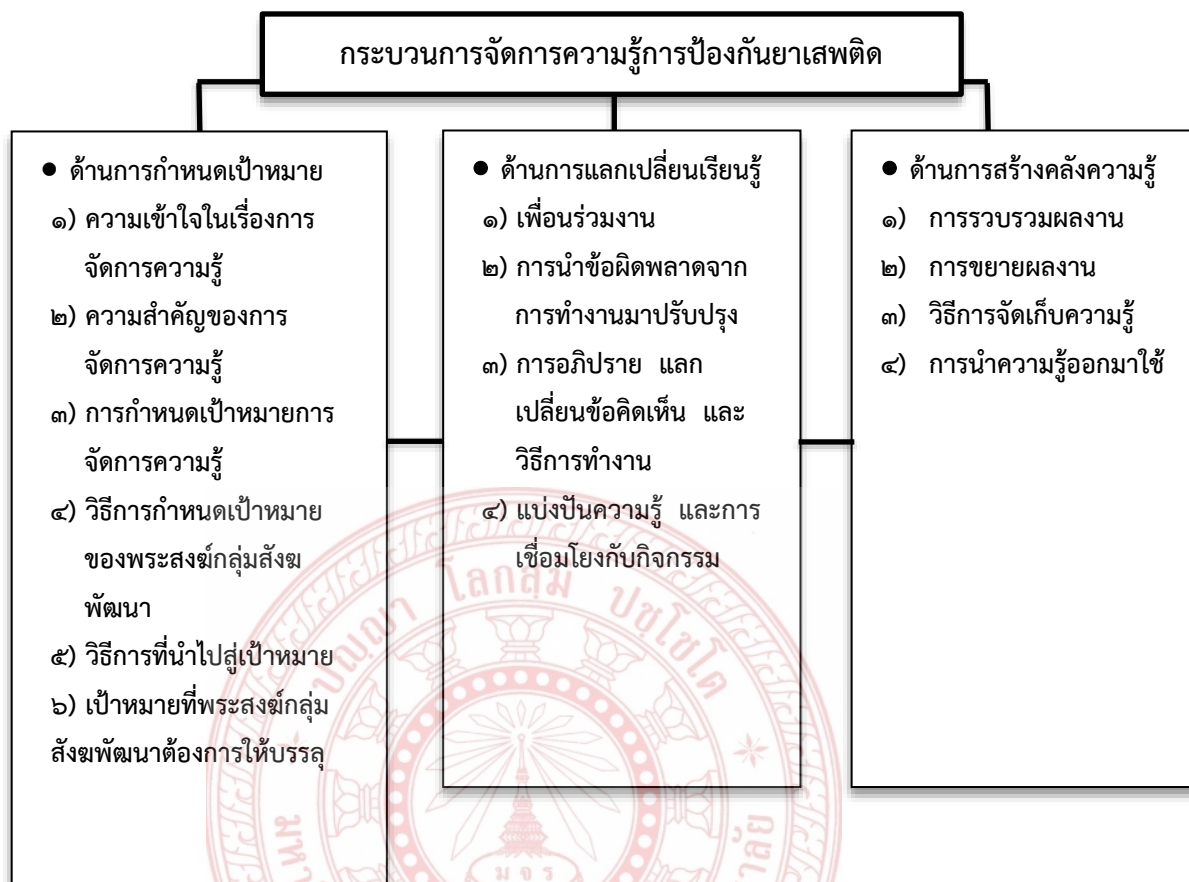 กระบวนการจัดการความรู้การป้องกันยาเสพติด
● ด้านการกำหนดเป้าหมาย
๑) ความเข้าใจในเรื่องการ
จัดการความรู้
๒) ความสำคัญของการ
จัดการความรู้
๓) การกำหนดเป้าหมายการ
จัดการความรู้
๔) วิธีการกำหนดเป้าหมาย
ของพระสงฆ์กลุ่มสังฆ
พัฒนา
๕) วิธีการที่นำไปสู่เป้าหมาย
๖) เป้าหมายที่พระสงฆ์กลุ่ม
สังฆพัฒนาต้องการให้บรรลุ
● ด้านการแลกเปลี่ยนเรียนรู้
๑) เพื่อนร่วมงาน
๒) การนำข้อผิดพลาดจาก
การทำงานมาปรับปรุง
๓) การอภิปราย แลก
เปลี่ยนข้อคิดเห็น และ
วิธีการทำงาน
๔) แบ่งปันความรู้ และการ
เชื่อมโยงกับกิจกรรม
● ด้านการสร้างคลังความรู้
๑) การรวบรวมผลงาน
๒) การขยายผลงาน
๓) วิธีการจัดเก็บความรู้
๔) การนำความรู้ออกมาใช้
ปญฺญา โลกสฺมิ ปชฺโชโต
มจร